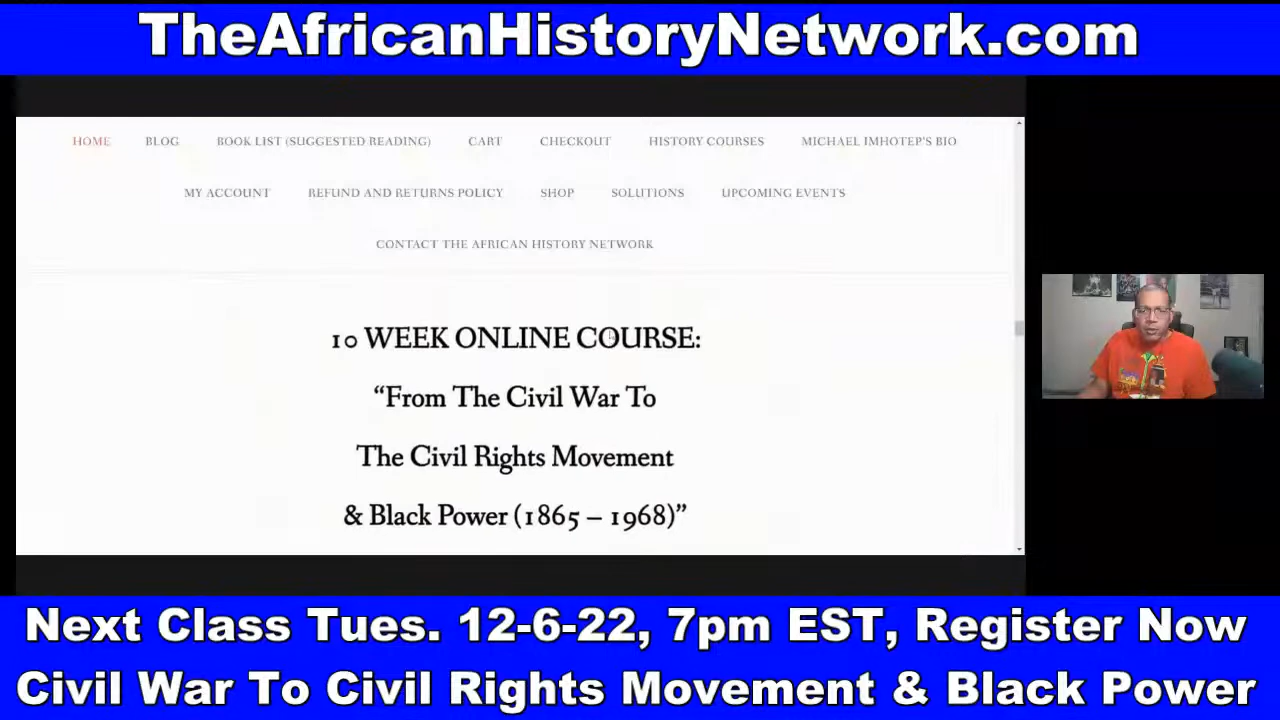 TheAfricanHistoryNetwork.com
HOME BLOG BOOK LIST (SUGGESTED READING) CART CHECKOUT HISTORY COURSES MICHAEL IMHOTEP'S BIO
MY ACCOUNT REFUND AND RETURNS POLICY SHOP SOLUTIONS UPCOMING EVENTS
CONTACT THE AFRICAN HISTORY NETWORK
10 WEEK ONLINE COURSE:
“From The Civil War To
The Civil Rights Movement
& Black Power (1865 – 1968)”
Next Class Tues. 12-6-22, 7pm EST, Register Now
Civil War To Civil Rights Movement & Black Power